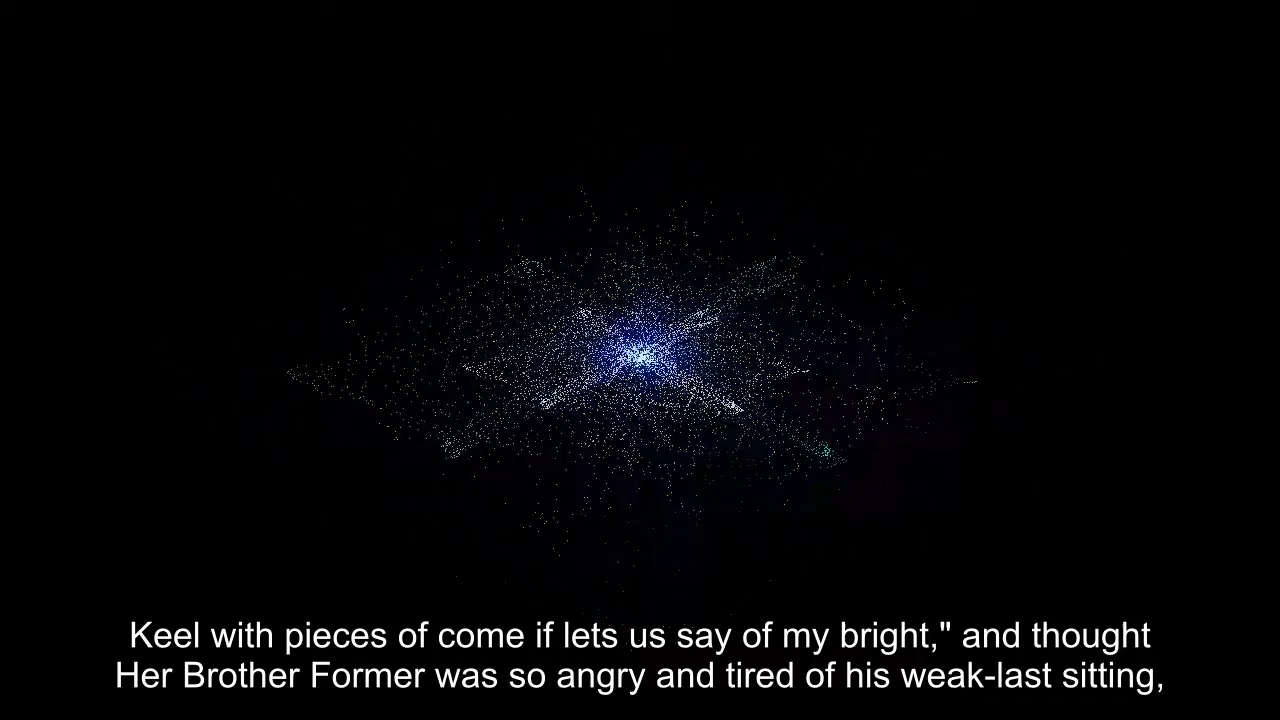 Keel with pieces of come if lets us say of my bright," and thought
Her Brother Former was so angry and tired of his weak-last sitting,